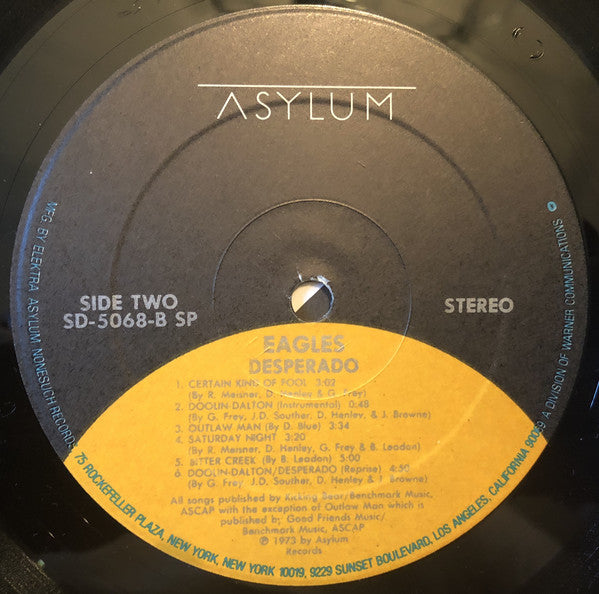 ASYLUM
SIDE TWO
SD-5068-B SP
STEREO
EAGLES
DESPERADO
1. CERTAIN KIND OF FOOL 3:02
(By R. Meisner, D. Henley & G. Frey)
2. DOOLIN-DALTON (Instrumental) 0:48
(By G. Frey, J.D. Souther, D. Henley, & J. Browne)
3. OUTLAW MAN (By D. Blue) 3:34
4. SATURDAY NIGHT 3:20
(By R. Meisner, D. Henley, G. Frey & B. Leadon)
5. BITTER CREEK (By B. Leadon) 5:00
6. DOOLIN-DALTON/DESPERADO (Reprise) 4:50
(By G. Frey, J.D. Souther, D. Henley & J. Browne)
All songs published by Kicking Bear/Benchmark Music,
ASCAP with the exception of Outlaw Man which is
published by; Good Friends Music/
Benchmark Music, ASCAP
℗ 1973 by Asylum
Records
MFG BY ELEKTRA ASYLUM, NONESUCH RECORDS, 75 ROCKEFELLER PLAZA, NEW YORK, NEW YORK 10019, 9229 SUNSET BOULEVARD, LOS ANGELES, CALIFORNIA 90069/A DIVISION OF WARNER COMMUNICATIONS